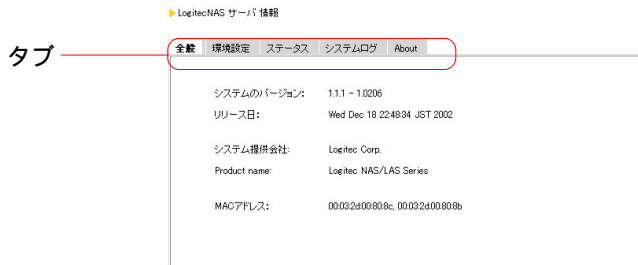 LogitecNAS サーバ情報
全般 環境設定 ステータス システムログ About
タブ
システムのバージョン: 1.1.1 - 1.0206
リリース日: Wed Dec 18 22:48:34 JST 2002
システム提供会社: Logitec Corp.
Product name: Logitec NAS/LAS Series
MACアドレス: 00:03:2d:00:80:8c, 00:03:2d:00:80:8b